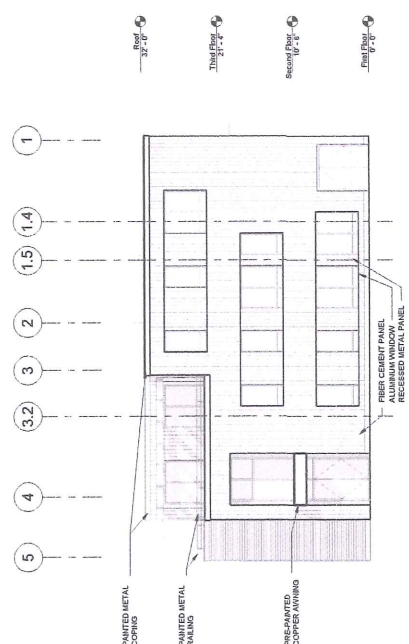 5
4
3.2
3
2
1.5
1.4
1
PAINTED METAL
COPING
PAINTED METAL
RAILING
PRE-PAINTED
COPPER AWNING
FIBER CEMENT PANEL
ALUMINUM WINDOW
RECESSED METAL PANEL
Roof
32' - 0"
Third Floor
21' - 4"
Second Floor
10' - 6"
First Floor
0' - 0"